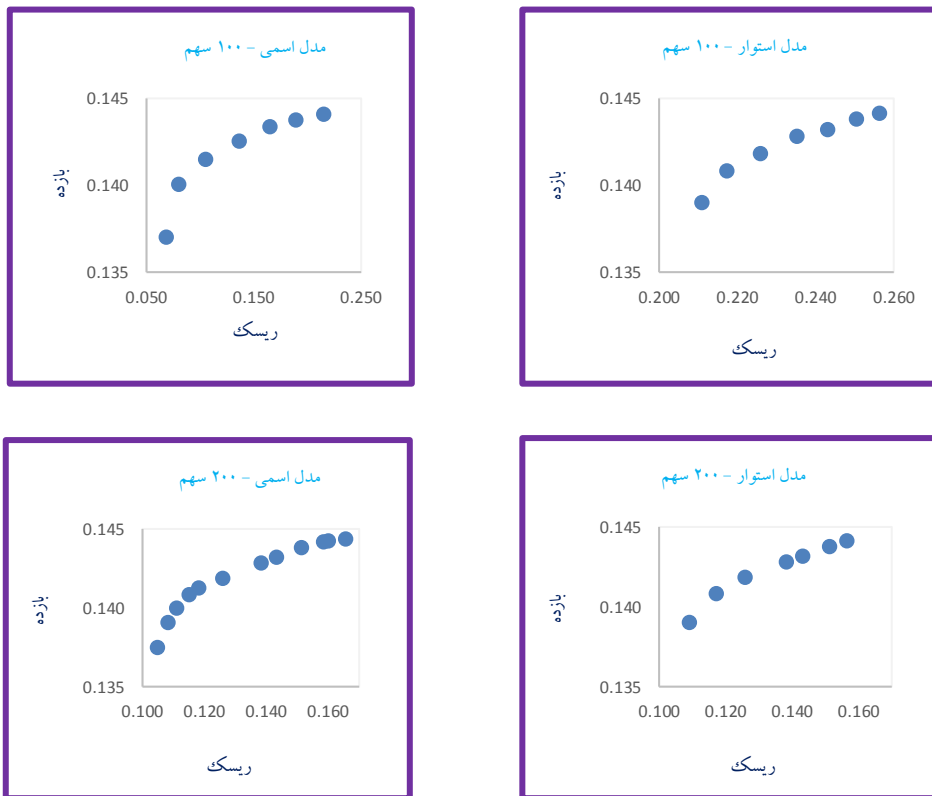 مدل اسمی – ۱۰۰ سهم
0.145
0.140
0.135
بازده
0.050 0.150 0.250
ریسک
مدل استوار – ۱۰۰ سهم
0.145
0.140
0.135
بازده
0.200 0.220 0.240 0.260
ریسک
مدل اسمی – ۲۰۰ سهم
0.145
0.140
0.135
بازده
0.100 0.120 0.140 0.160
ریسک
مدل استوار – ۲۰۰ سهم
0.145
0.140
0.135
بازده
0.100 0.120 0.140 0.160
ریسک